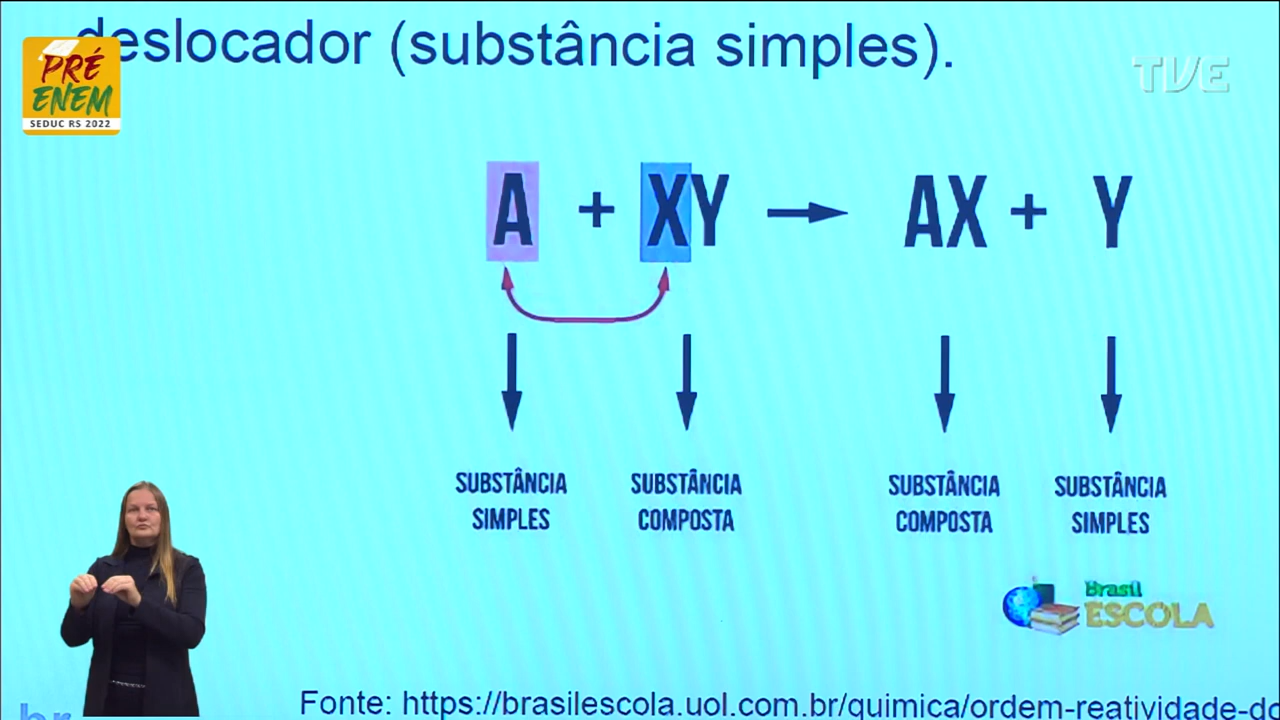 deslocador (substância simples).
PRÉ
ENEM
SEDUC RS 2022
TVE
A + XY → AX + Y
SUBSTÂNCIA SIMPLES
SUBSTÂNCIA COMPOSTA
SUBSTÂNCIA COMPOSTA
SUBSTÂNCIA SIMPLES
Brasil
ESCOLA
Fonte: https://brasilescola.uol.com.br/quimica/ordem-reatividade-do
br